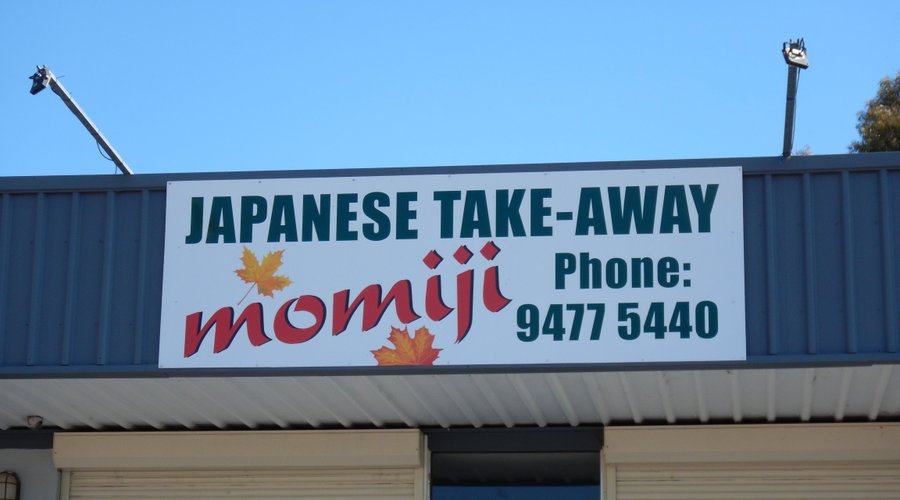 JAPANESE TAKE-AWAY
momiji
Phone:
9477 5440